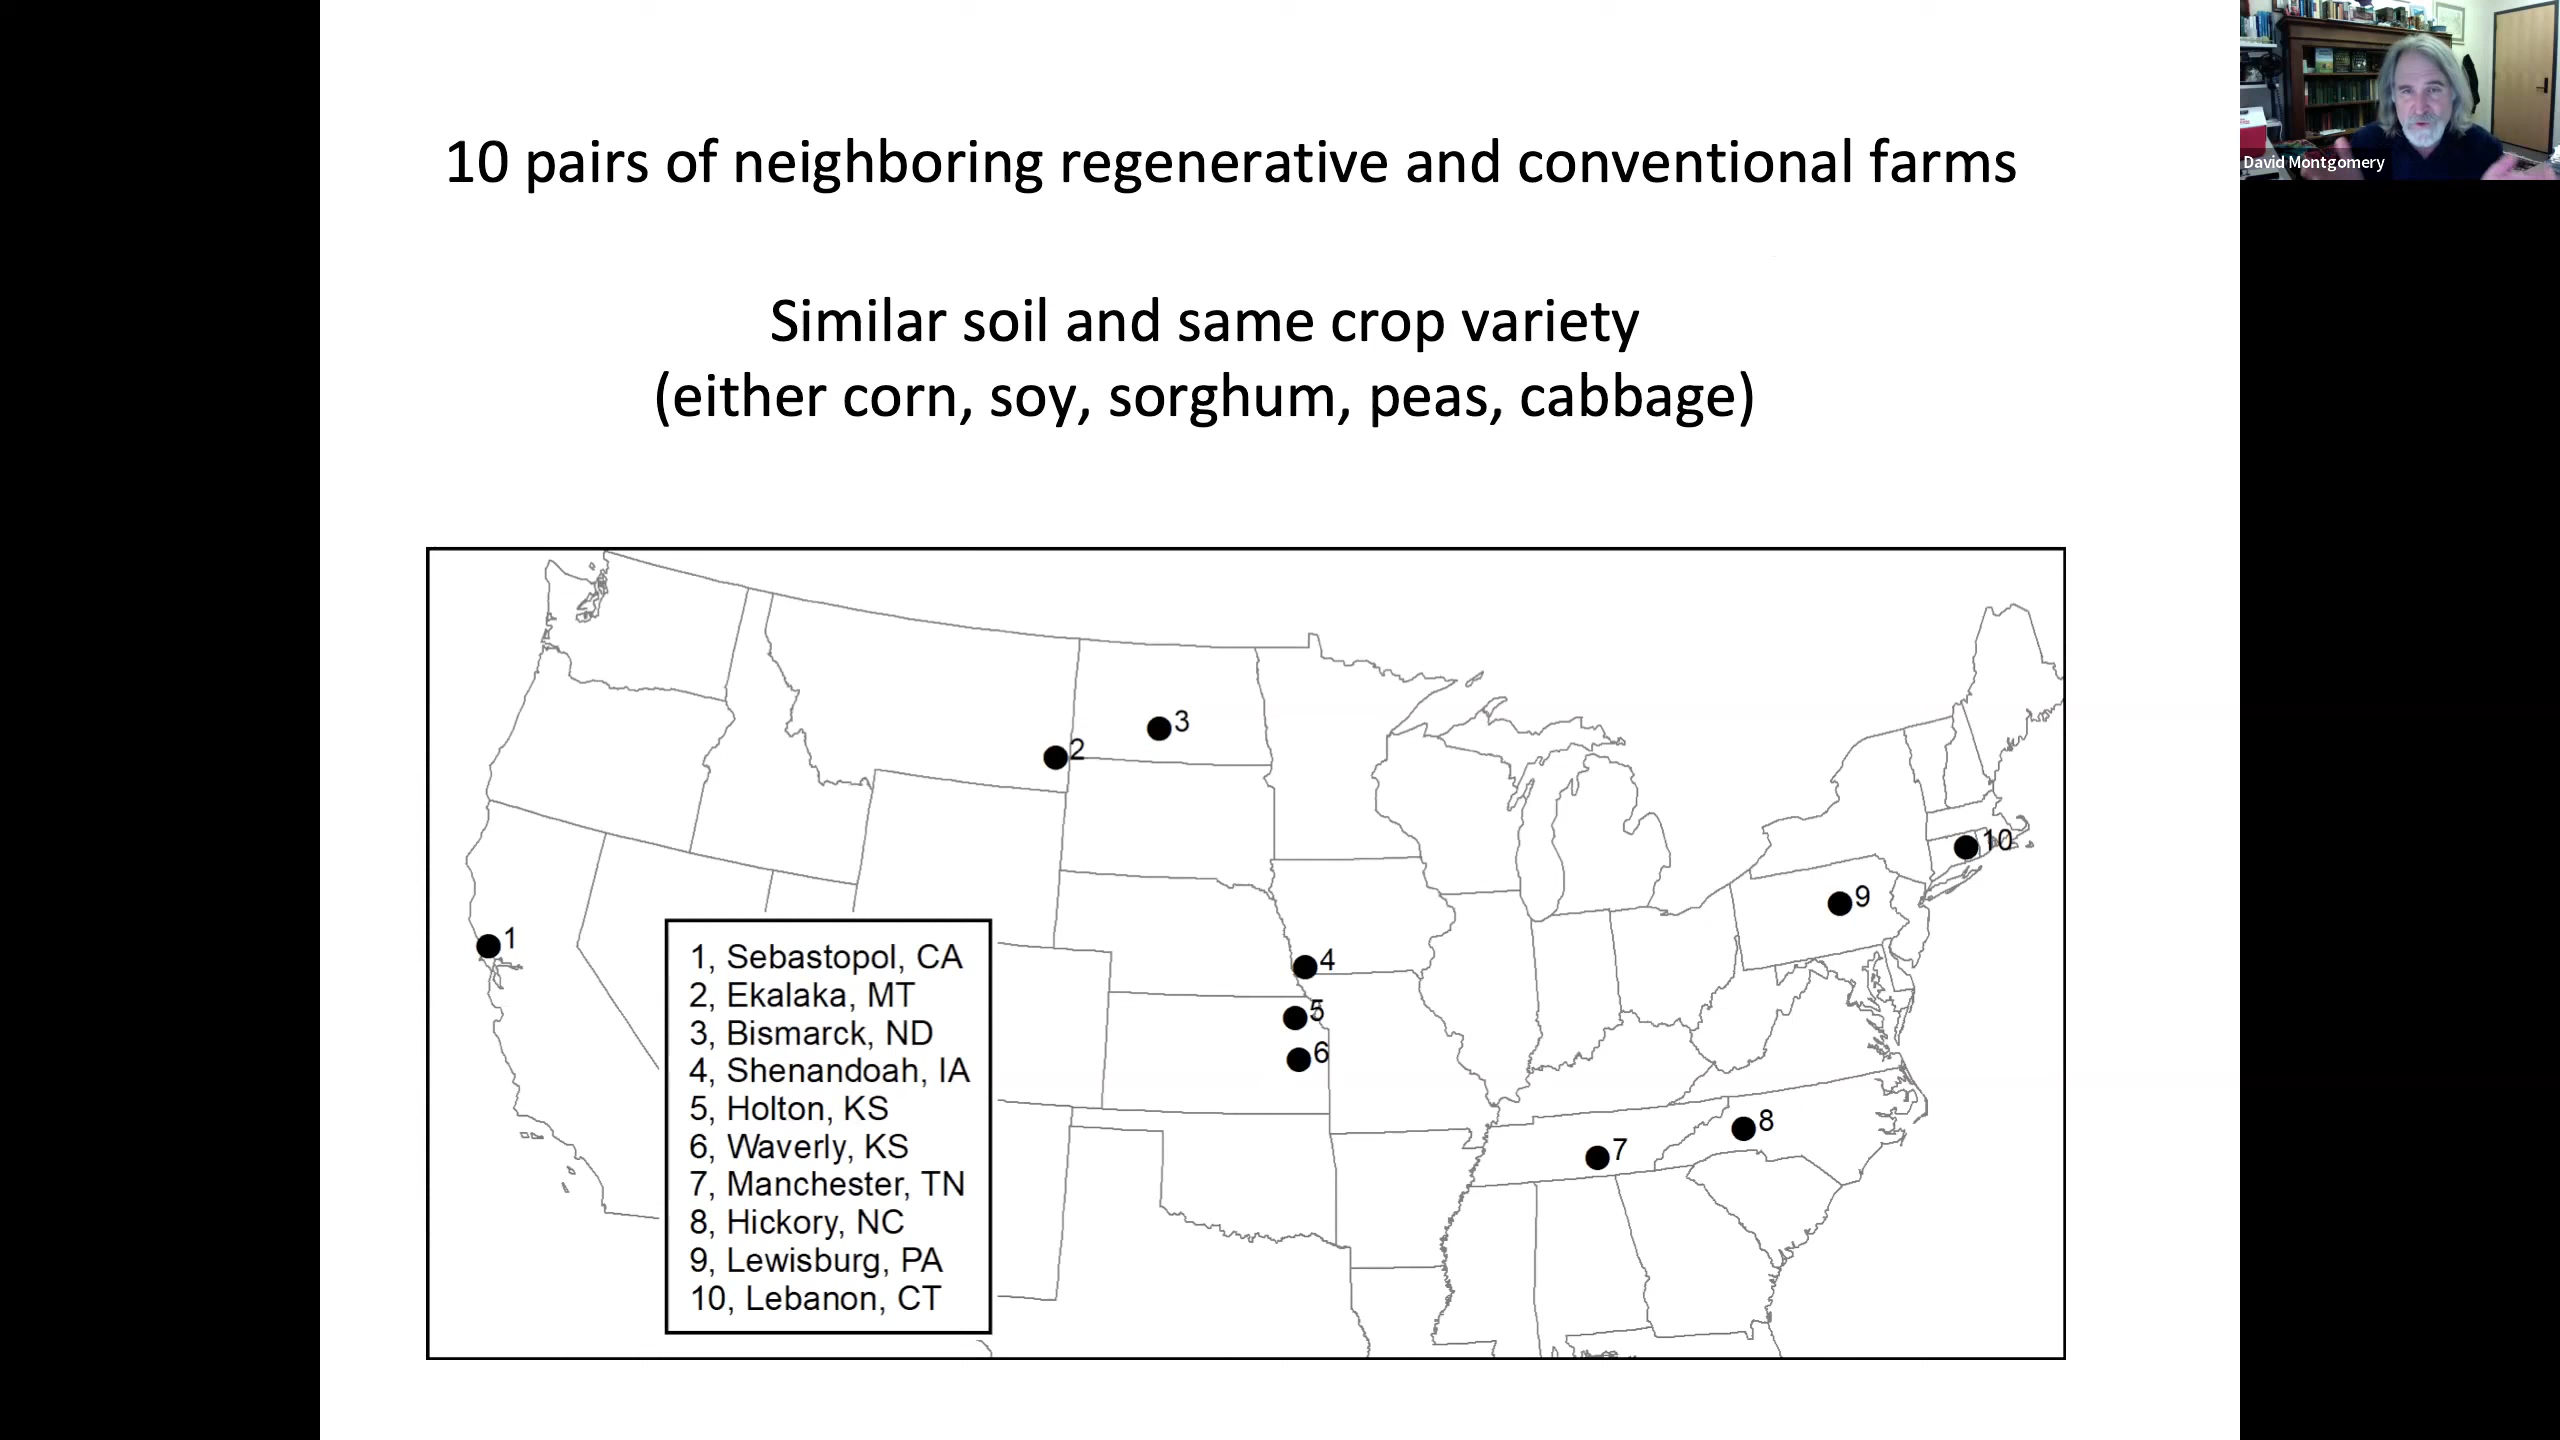 10 pairs of neighboring regenerative and conventional farms
David Montgomery
Similar soil and same crop variety
(either corn, soy, sorghum, peas, cabbage)
1
2
3
4
5
6
7
8
9
10
1, Sebastopol, CA
2, Ekalaka, MT
3, Bismarck, ND
4, Shenandoah, IA
5, Holton, KS
6, Waverly, KS
7, Manchester, TN
8, Hickory, NC
9, Lewisburg, PA
10, Lebanon, CT